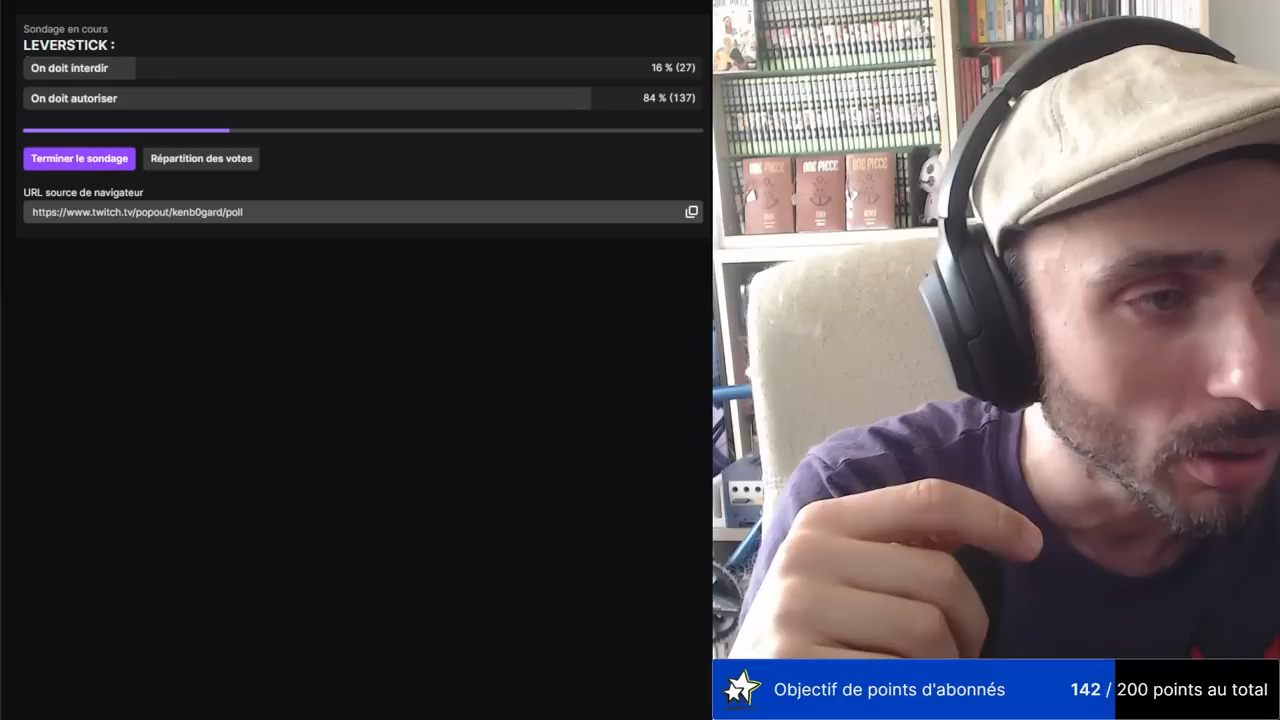 Sondage en cours
LEVERSTICK :
On doit interdir
16 % (27)
On doit autoriser
84 % (137)
Terminer le sondage
Répartition des votes
URL source de navigateur
https://www.twitch.tv/popout/kenb0gard/poll
ONE PIECE
ONE PIECE
ONE PIECE
Objectif de points d'abonnés
142 / 200 points au total